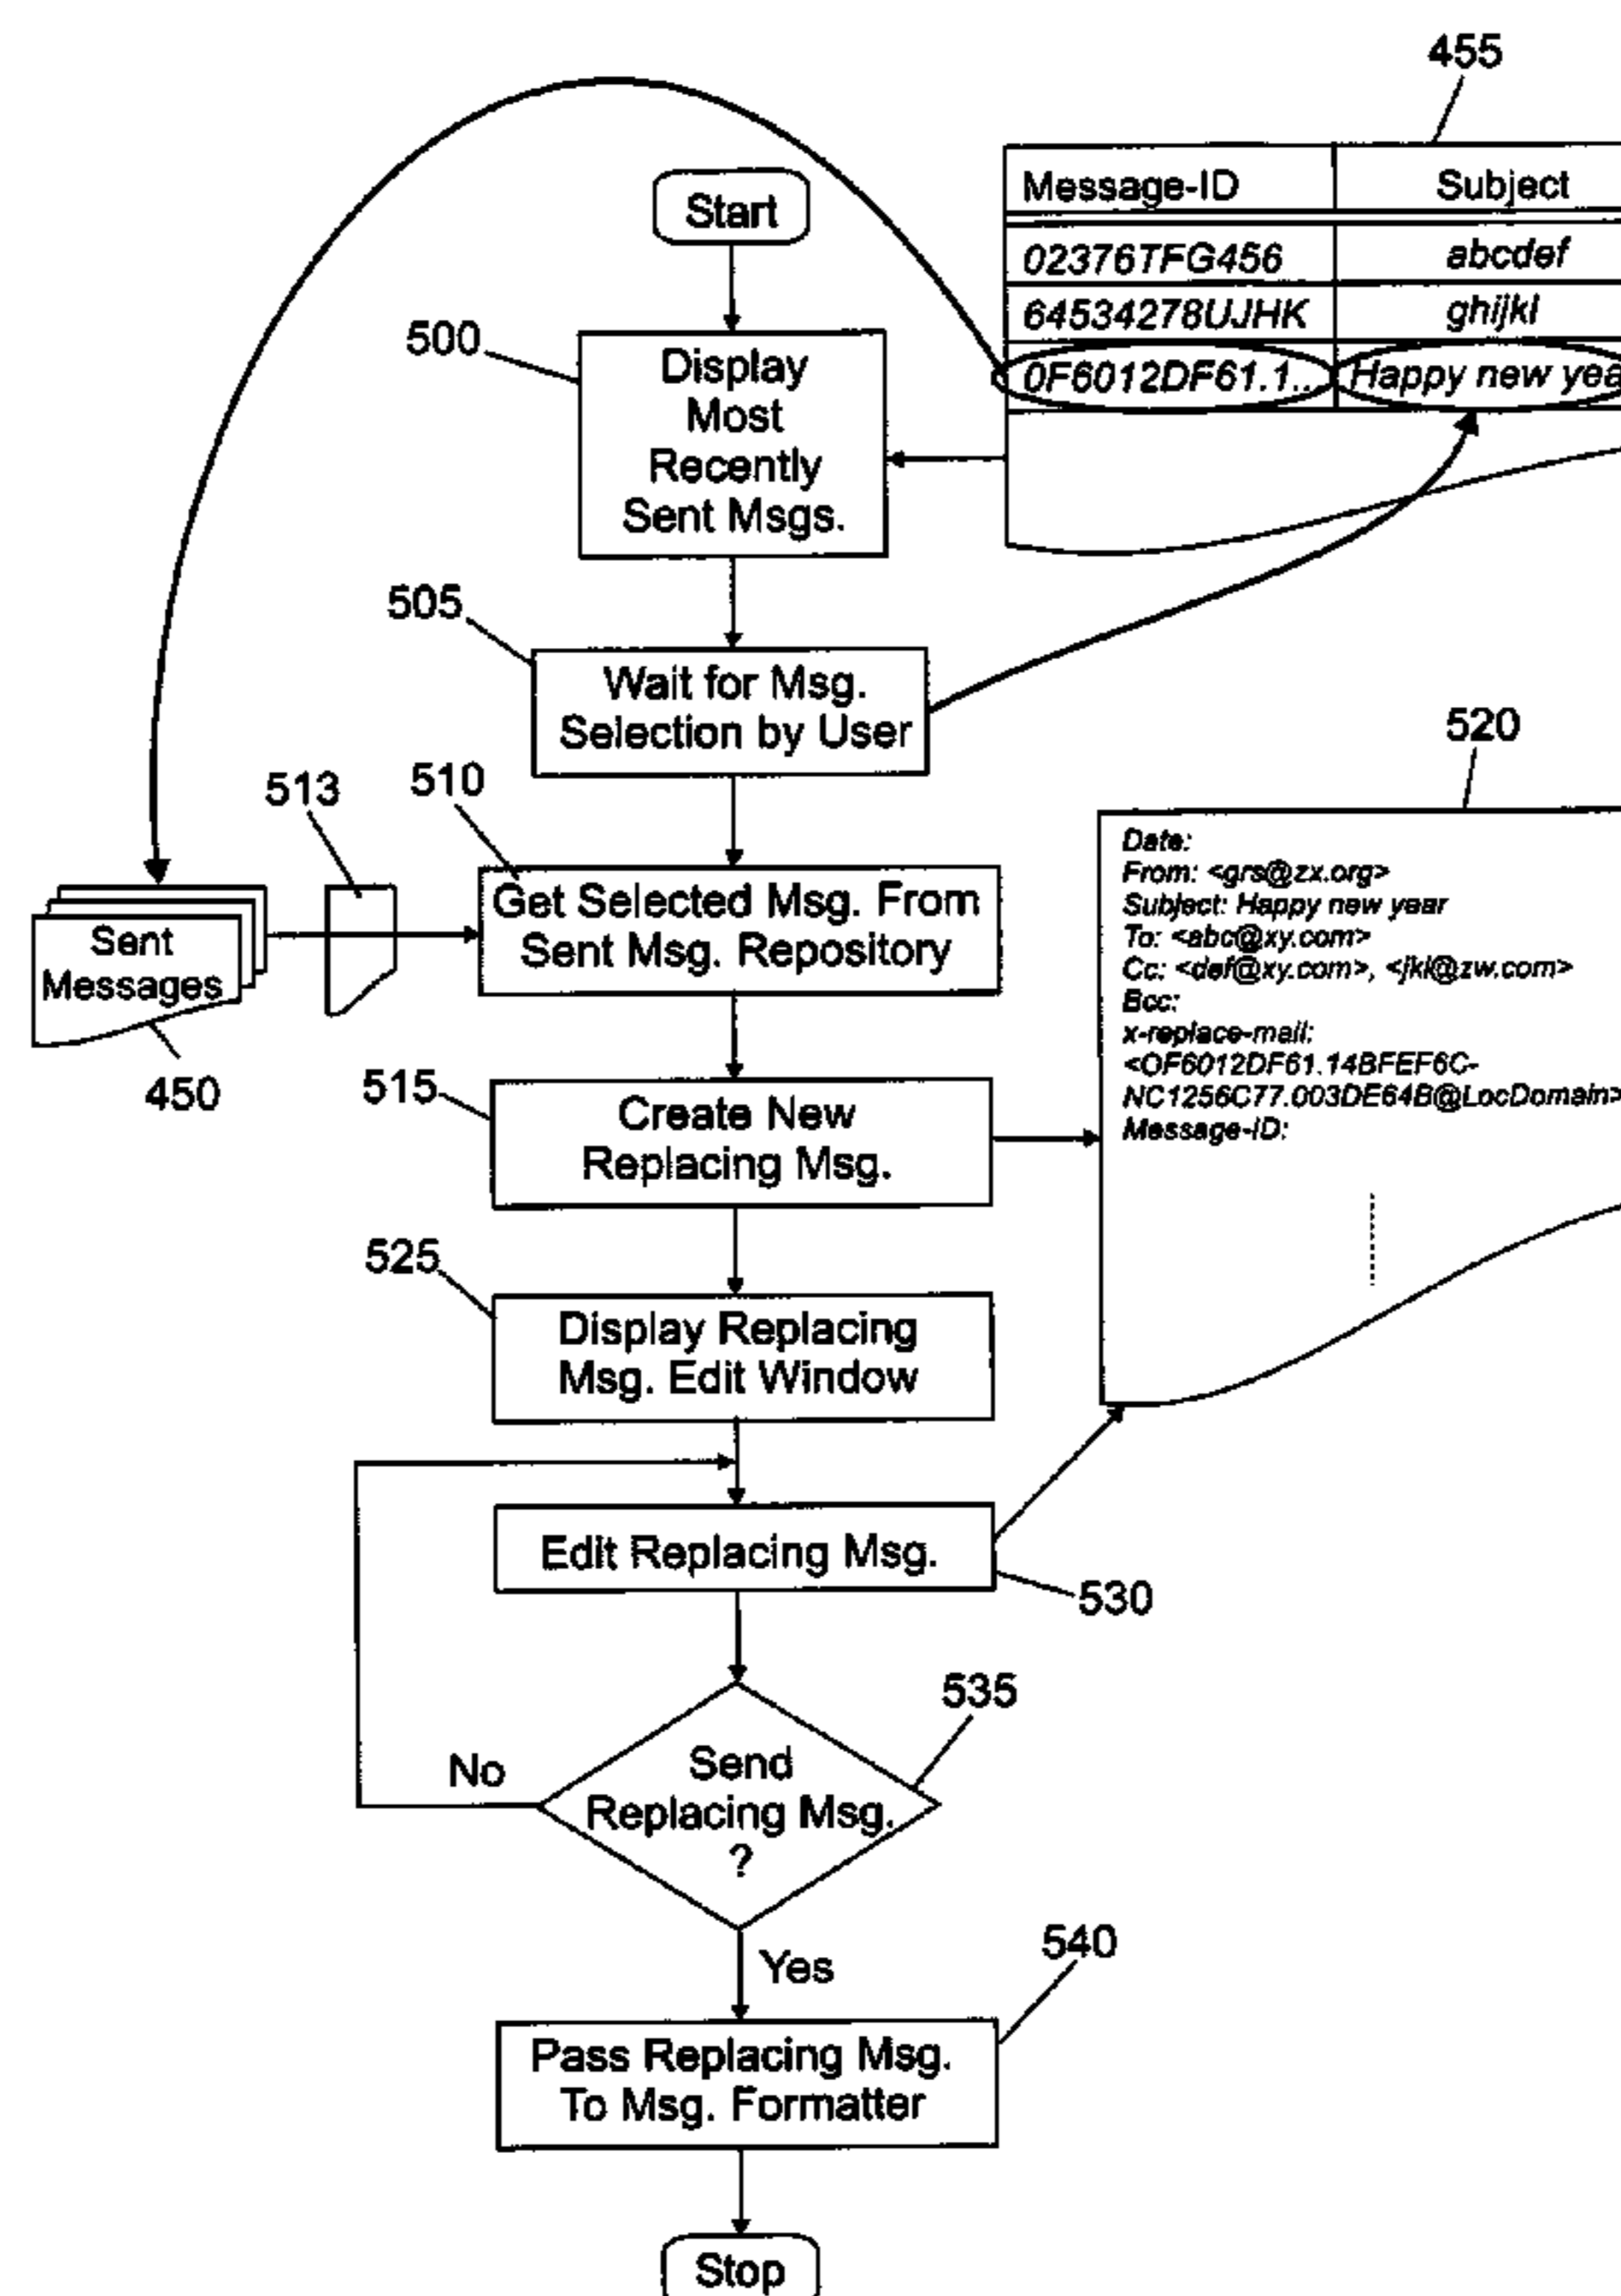 455
Message-ID Subject
02376TFG456 abcdef
64534278UJHK ghijkl
0F6012DF61.1... Happy new yea
Start
500
Display
Most
Recently
Sent Msgs.
505
Wait for Msg.
Selection by User
513
510
Get Selected Msg. From
Sent Msg. Repository
Sent
Messages
450
520
Date:
From: <grs@zx.org>
Subject: Happy new year
To: <abc@xy.com>
Cc: <def@xy.com>, <jkl@zw.com>
Bcc:
x-replace-mail:
<OF6012DF61.14BFEF6C-
NC1256C77.003DE64B@LocDomain>
Message-ID:
515
Create New
Replacing Msg.
525
Display Replacing
Msg. Edit Window
Edit Replacing Msg.
530
535
Send
Replacing Msg.
?
No
Yes
540
Pass Replacing Msg.
To Msg. Formatter
Stop